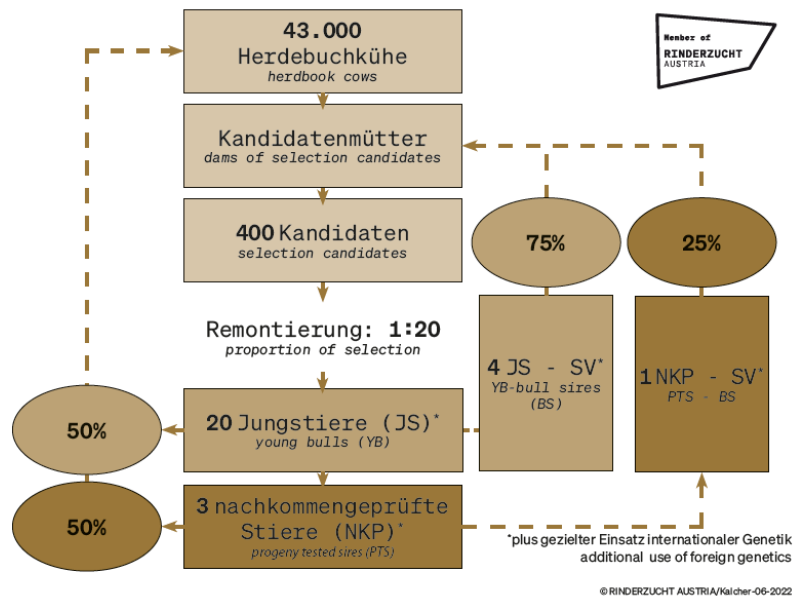 43.000
Herdebuchkühe
herdbook cows
Member of
RINDERZUCHT
AUSTRIA
Kandidatenmütter
dams of selection candidates
400 Kandidaten
selection candidates
75%
25%
Remontierung: 1:20
proportion of selection
4 JS - SV*
YB-bull sires
(BS)
1 NKP - SV*
PTS - BS
50%
20 Jungstiere (JS)*
young bulls (YB)
50%
3 nachkommengeprüfte
Stiere (NKP)*
progeny tested sires (PTS)
*plus gezielter Einsatz internationaler Genetik
additional use of foreign genetics
© RINDERZUCHT AUSTRIA/Kalcher-06-2022